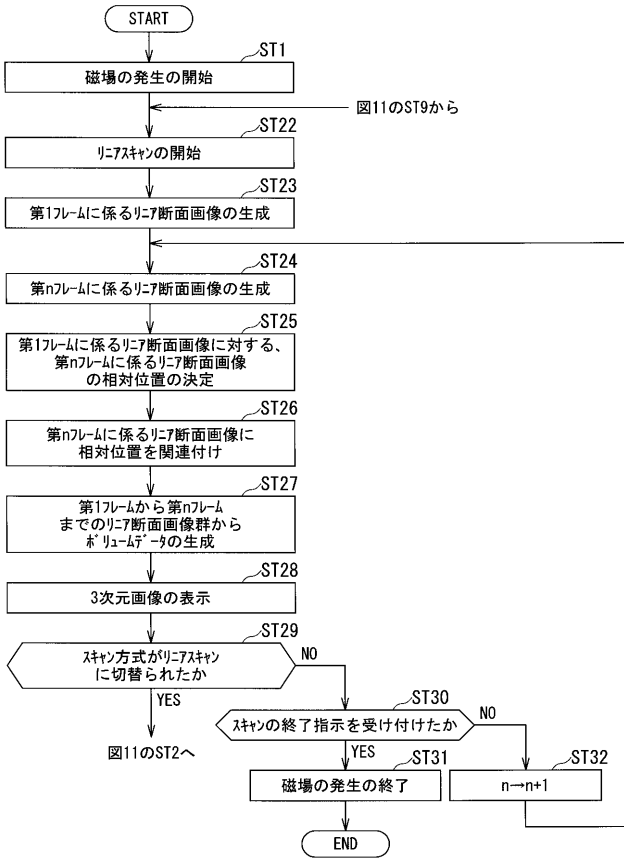 START
ST1
磁場の発生の開始
図11のST9から
ST22
リニアスキャンの開始
ST23
第1フレームに係るリニア断面画像の生成
ST24
第nフレームに係るリニア断面画像の生成
ST25
第1フレームに係るリニア断面画像に対する、
第nフレームに係るリニア断面画像
の相対位置の決定
ST26
第nフレームに係るリニア断面画像に
相対位置を関連付け
ST27
第1フレームから第nフレーム
までのリニア断面画像群から
ボリュームデータの生成
ST28
3次元画像の表示
ST29
スキャン方式がリニアスキャン
に切替られたか
NO
YES
図11のST2へ
ST30
スキャンの終了指示を受け付けたか
NO
YES
ST31
磁場の発生の終了
ST32
n→n+1
END